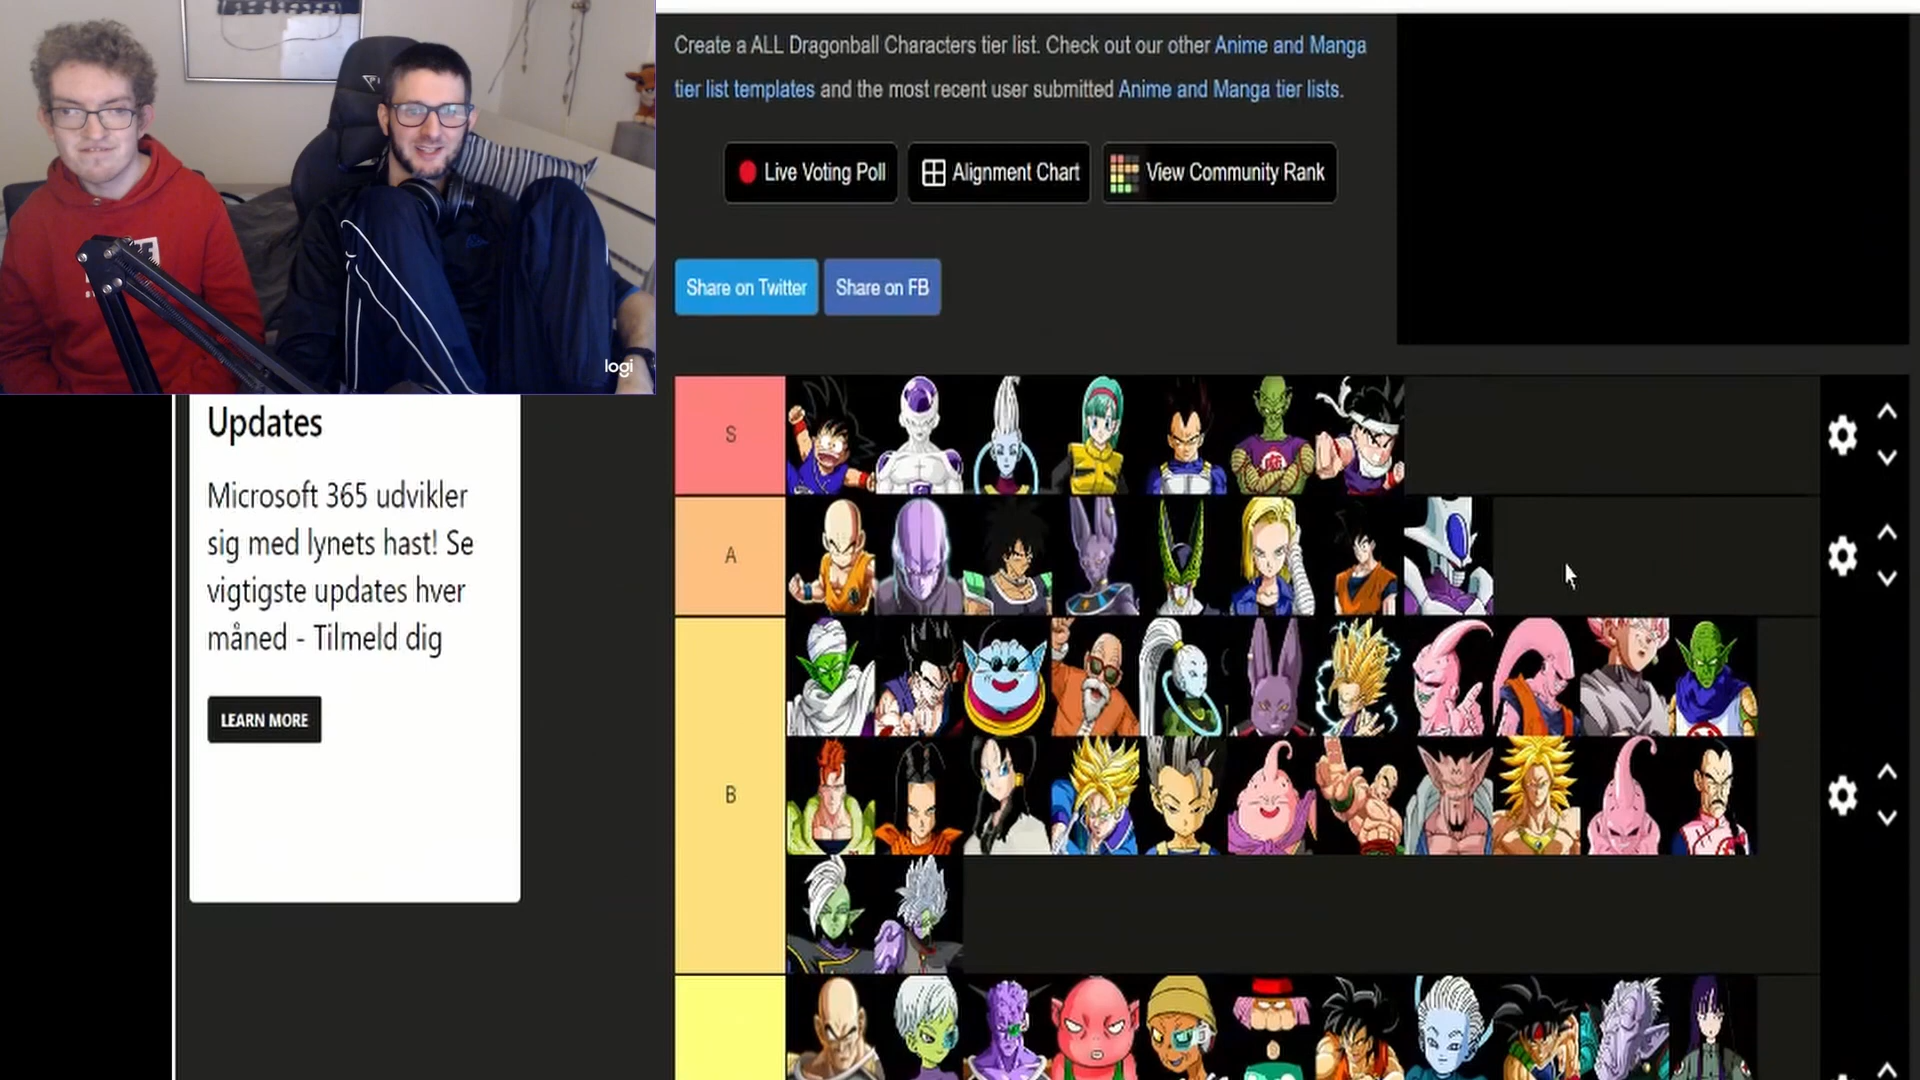 Create a ALL Dragonball Characters tier list. Check out our other Anime and Manga
tier list templates and the most recent user submitted Anime and Manga tier lists.
Live Voting Poll
Alignment Chart
View Community Rank
Share on Twitter
Share on FB
logi
Updates
Microsoft 365 udvikler
sig med lynets hast! Se
vigtigste updates hver
måned - Tilmeld dig
LEARN MORE
S
A
B